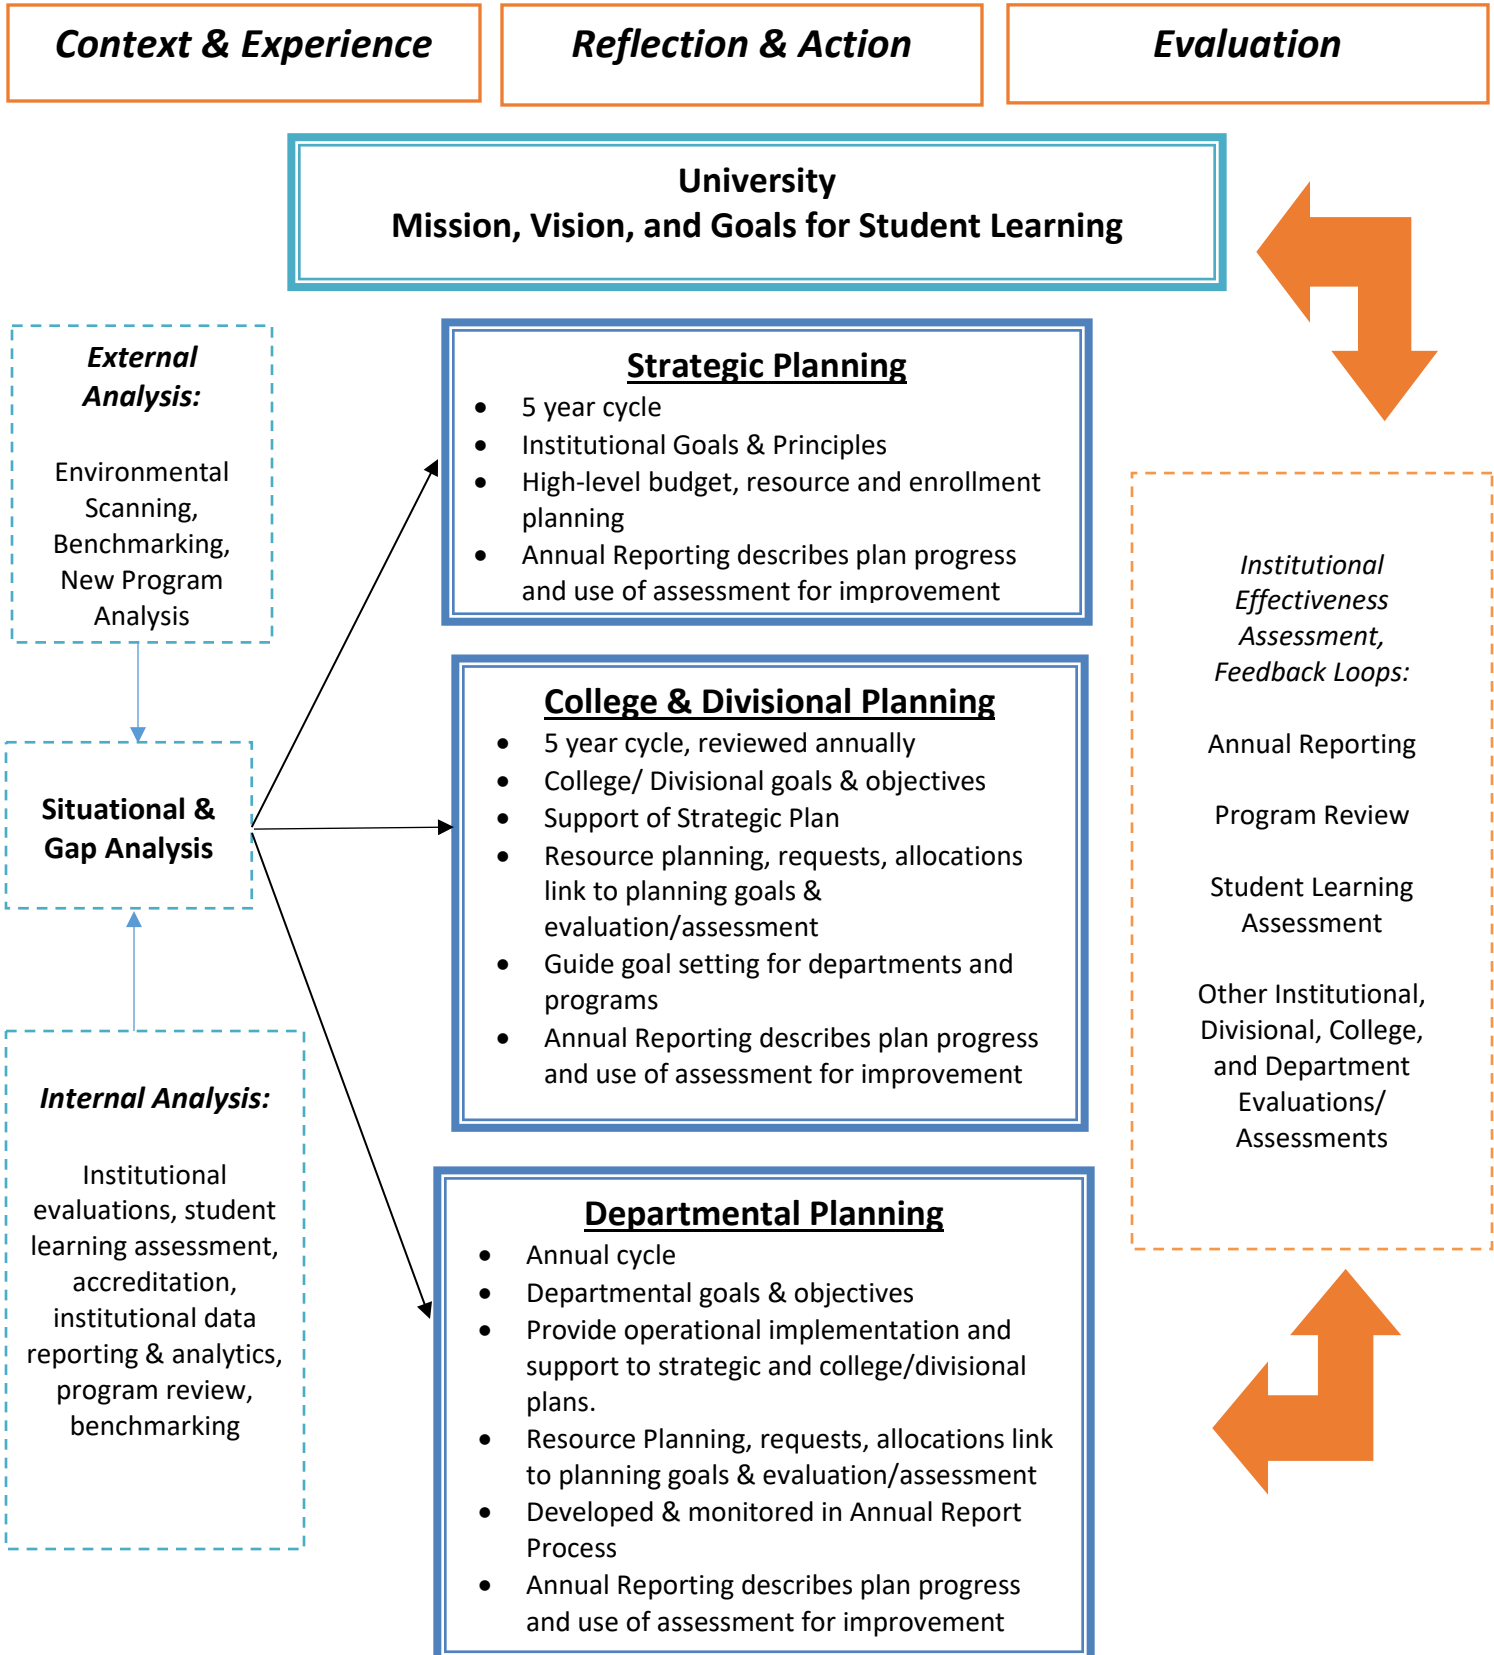 Context & Experience
Reflection & Action
Evaluation
University
Mission, Vision, and Goals for Student Learning
External
Analysis:
Environmental
Scanning,
Benchmarking,
New Program
Analysis
Situational &
Gap Analysis
Internal Analysis:
Institutional
evaluations, student
learning assessment,
accreditation,
institutional data
reporting & analytics,
program review,
benchmarking
Strategic Planning
• 5 year cycle
• Institutional Goals & Principles
• High-level budget, resource and enrollment
planning
• Annual Reporting describes plan progress
and use of assessment for improvement
College & Divisional Planning
• 5 year cycle, reviewed annually
• College/ Divisional goals & objectives
• Support of Strategic Plan
• Resource planning, requests, allocations
link to planning goals &
evaluation/assessment
• Guide goal setting for departments and
programs
• Annual Reporting describes plan progress
and use of assessment for improvement
Departmental Planning
• Annual cycle
• Departmental goals & objectives
• Provide operational implementation and
support to strategic and college/divisional
plans.
• Resource Planning, requests, allocations link
to planning goals & evaluation/assessment
• Developed & monitored in Annual Report
Process
• Annual Reporting describes plan progress
and use of assessment for improvement
Institutional
Effectiveness
Assessment,
Feedback Loops:
Annual Reporting
Program Review
Student Learning
Assessment
Other Institutional,
Divisional, College,
and Department
Evaluations/
Assessments